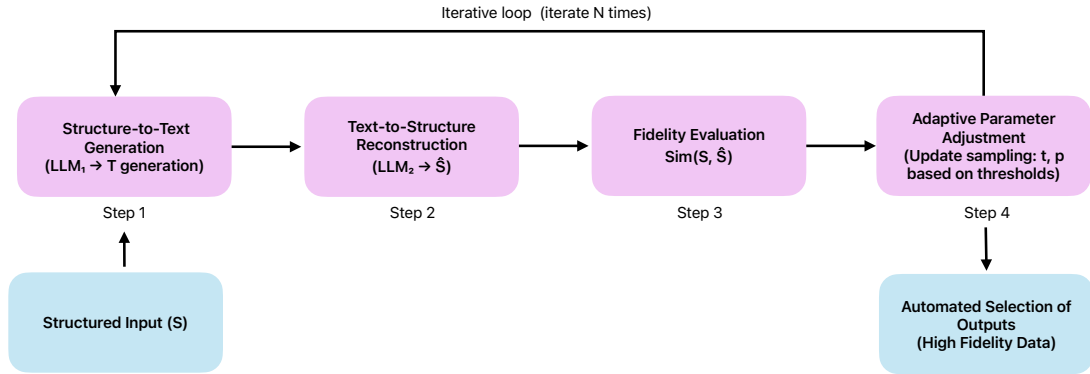 Iterative loop (iterate N times)
Structure-to-Text
Generation
(LLM₁ → T generation)
Text-to-Structure
Reconstruction
(LLM₂ → Ŝ)
Fidelity Evaluation
Sim(S, Ŝ)
Adaptive Parameter
Adjustment
(Update sampling: t, p
based on thresholds)
Step 1
Step 2
Step 3
Step 4
Structured Input (S)
Automated Selection of
Outputs
(High Fidelity Data)